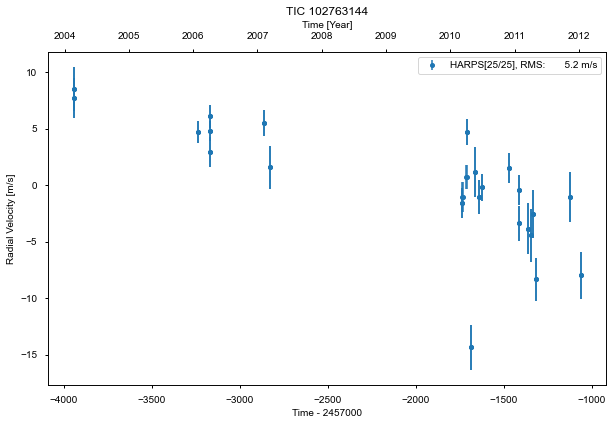 TIC 102763144
Time [Year]
2004 2005 2006 2007 2008 2009 2010 2011 2012
HARPS[25/25], RMS: 5.2 m/s
Radial Velocity [m/s]
10
5
0
−5
−10
−15
−4000 −3500 −3000 −2500 −2000 −1500 −1000
Time - 2457000